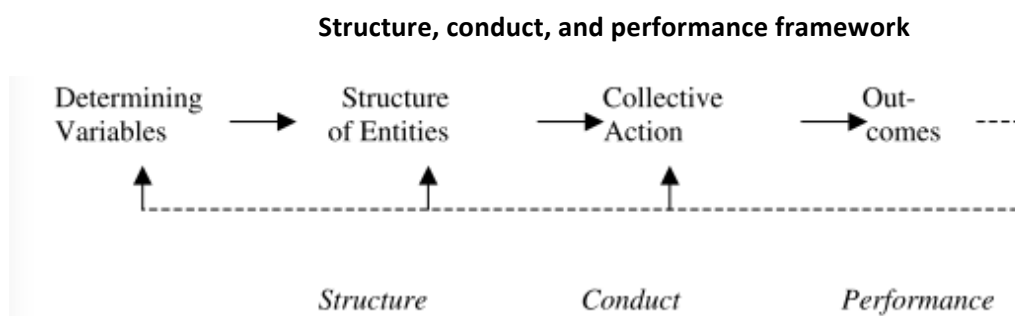 Structure, conduct, and performance framework
Determining Structure Collective Out-
Variables of Entities Action comes
Structure Conduct Performance